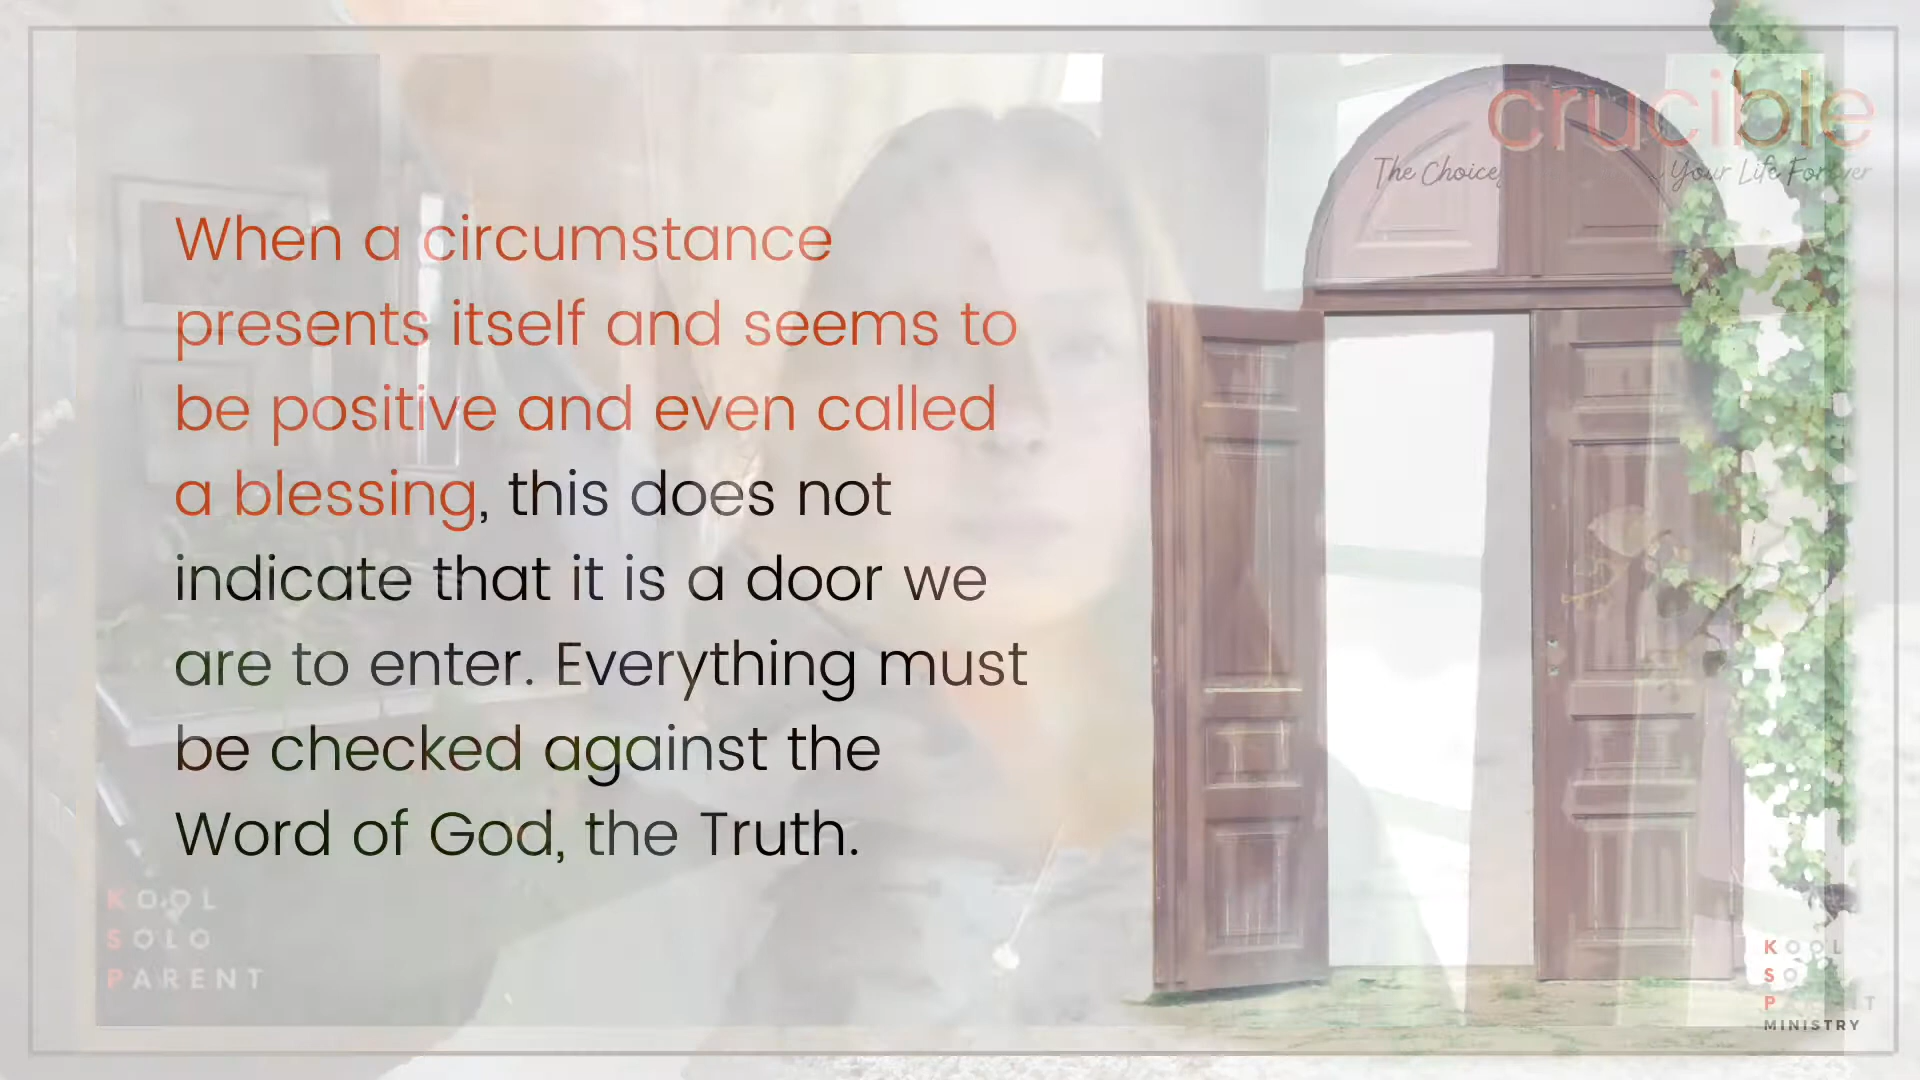 crucible
The Choice Your Life Forever
When a circumstance
presents itself and seems to
be positive and even called
a blessing, this does not
indicate that it is a door we
are to enter. Everything must
be checked against the
Word of God, the Truth.
KOOL
SOLO
PARENT
KOOL
MINISTRY